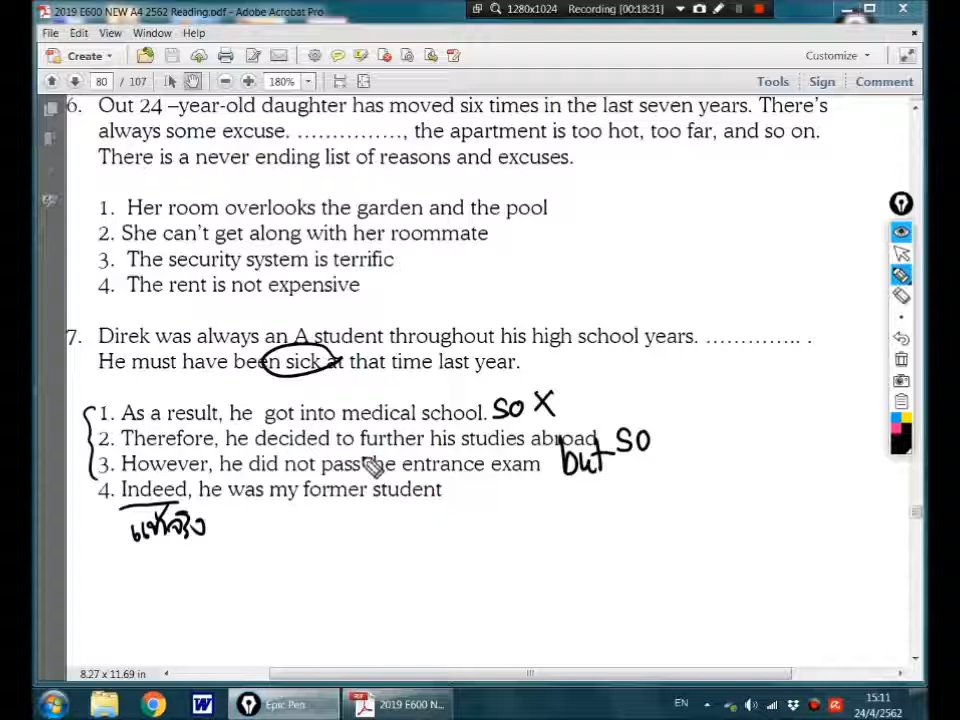 2019 E600 NEW A4 2562 Reading.pdf - Adobe Acrobat Pro
1280x1024 Recording [00:18:31]
File Edit View Window Help
Create Customize
80 / 107 180% Tools Sign Comment
6. Out 24 –year-old daughter has moved six times in the last seven years. There's
always some excuse. ……………, the apartment is too hot, too far, and so on.
There is a never ending list of reasons and excuses.
1. Her room overlooks the garden and the pool
2. She can't get along with her roommate
3. The security system is terrific
4. The rent is not expensive
7. Direk was always an A student throughout his high school years. ………….. .
He must have been sick at that time last year.
1. As a result, he got into medical school. so X
2. Therefore, he decided to further his studies abroad so
3. However, he did not pass the entrance exam but
4. Indeed, he was my former student
8.27 x 11.69 in
Epic Pen 2019 E600 N... EN 15:11
24/4/2562